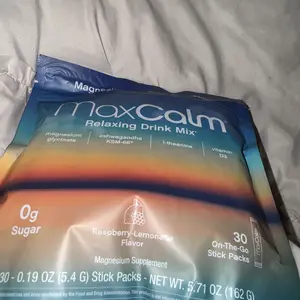 Magnesi
maxCalm
Relaxing Drink Mix*
magnesium glycinate
ashwagandha KSM-66®
l-theanine
vitamin D3
0g
Sugar
Raspberry-Lemonade
Flavor
30
On-The-Go
Stick Packs
Magnesium Supplement
30 - 0.19 OZ (5.4 G) Stick Packs - NET WT. 5.71 OZ (162 G)